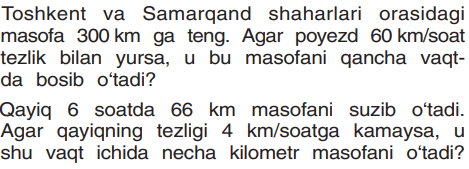 Toshkent va Samarqand shaharlari orasidagi
masofa 300 km ga teng. Agar poyezd 60 km/soat
tezlik bilan yursa, u bu masofani qancha vaqt-
da bosib o‘tadi?
Qayiq 6 soatda 66 km masofani suzib o‘tadi.
Agar qayiqning tezligi 4 km/soatga kamaysa, u
shu vaqt ichida necha kilometr masofani o‘tadi?